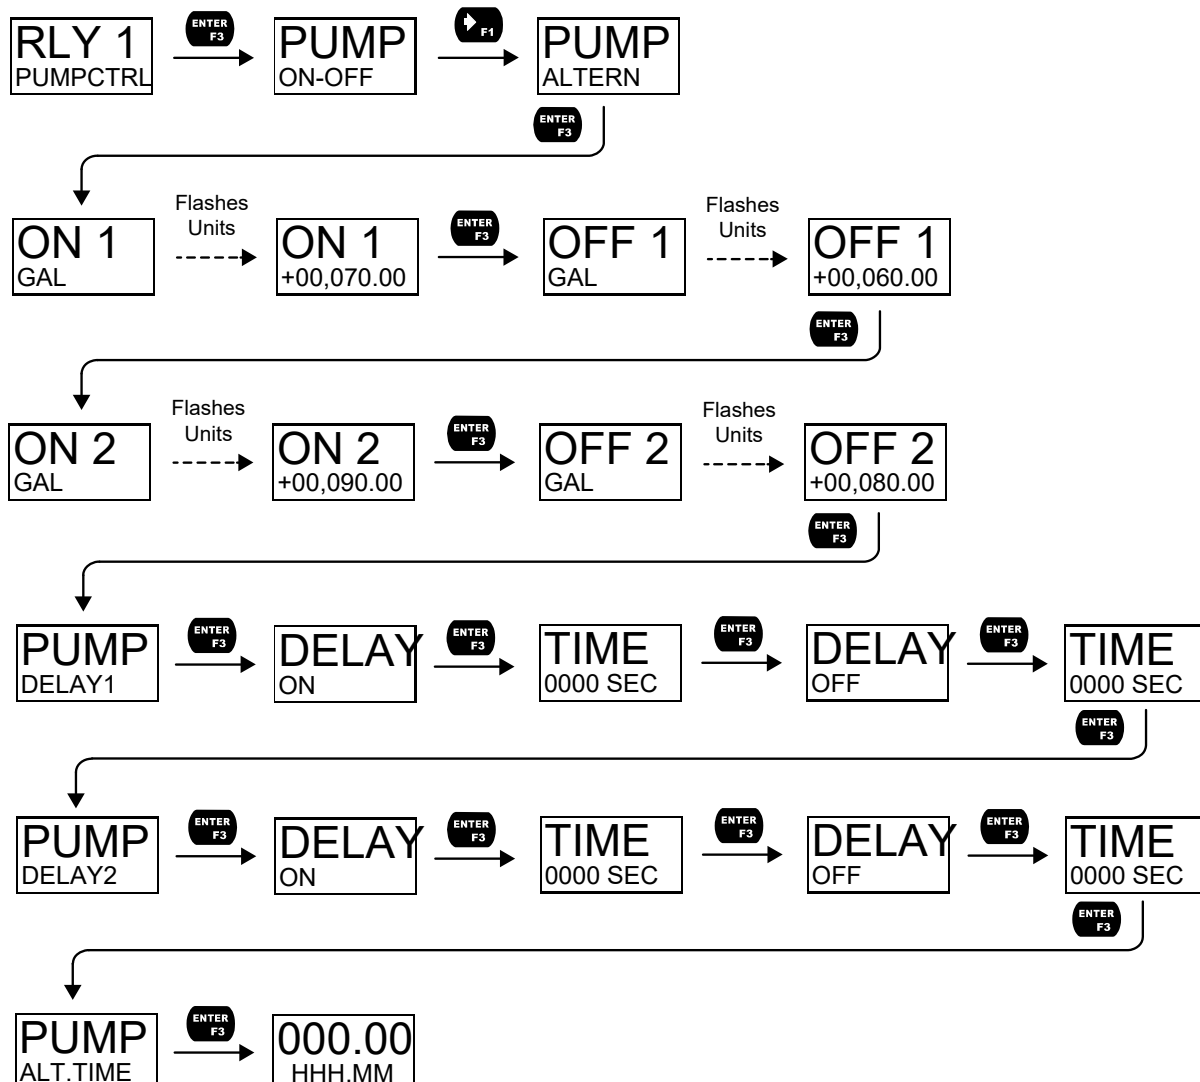 ENTER
F3
F1
RLY 1
PUMPCTRL
PUMP
ON-OFF
PUMP
ALTERN
ENTER
F3
Flashes
Units
ENTER
F3
Flashes
Units
ON 1
GAL
ON 1
+00,070.00
OFF 1
GAL
OFF 1
+00,060.00
ENTER
F3
Flashes
Units
ENTER
F3
Flashes
Units
ON 2
GAL
ON 2
+00,090.00
OFF 2
GAL
OFF 2
+00,080.00
ENTER
F3
ENTER
F3
ENTER
F3
ENTER
F3
ENTER
F3
PUMP
DELAY1
DELAY
ON
TIME
0000 SEC
DELAY
OFF
TIME
0000 SEC
ENTER
F3
ENTER
F3
ENTER
F3
ENTER
F3
ENTER
F3
PUMP
DELAY2
DELAY
ON
TIME
0000 SEC
DELAY
OFF
TIME
0000 SEC
ENTER
F3
ENTER
F3
PUMP
ALT.TIME
000.00
HHH.MM